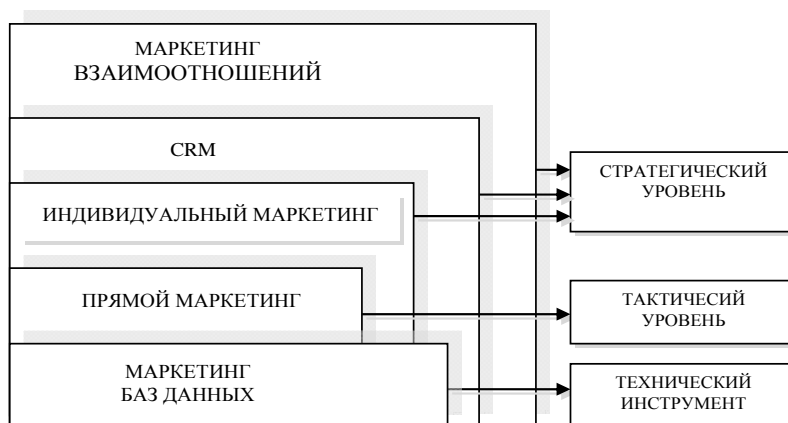 МАРКЕТИНГ
ВЗАИМООТНОШЕНИЙ
CRM
ИНДИВИДУАЛЬНЫЙ МАРКЕТИНГ
ПРЯМОЙ МАРКЕТИНГ
МАРКЕТИНГ
БАЗ ДАННЫХ
СТРАТЕГИЧЕСКИЙ
УРОВЕНЬ
ТАКТИЧЕСИЙ
УРОВЕНЬ
ТЕХНИЧЕСКИЙ
ИНСТРУМЕНТ